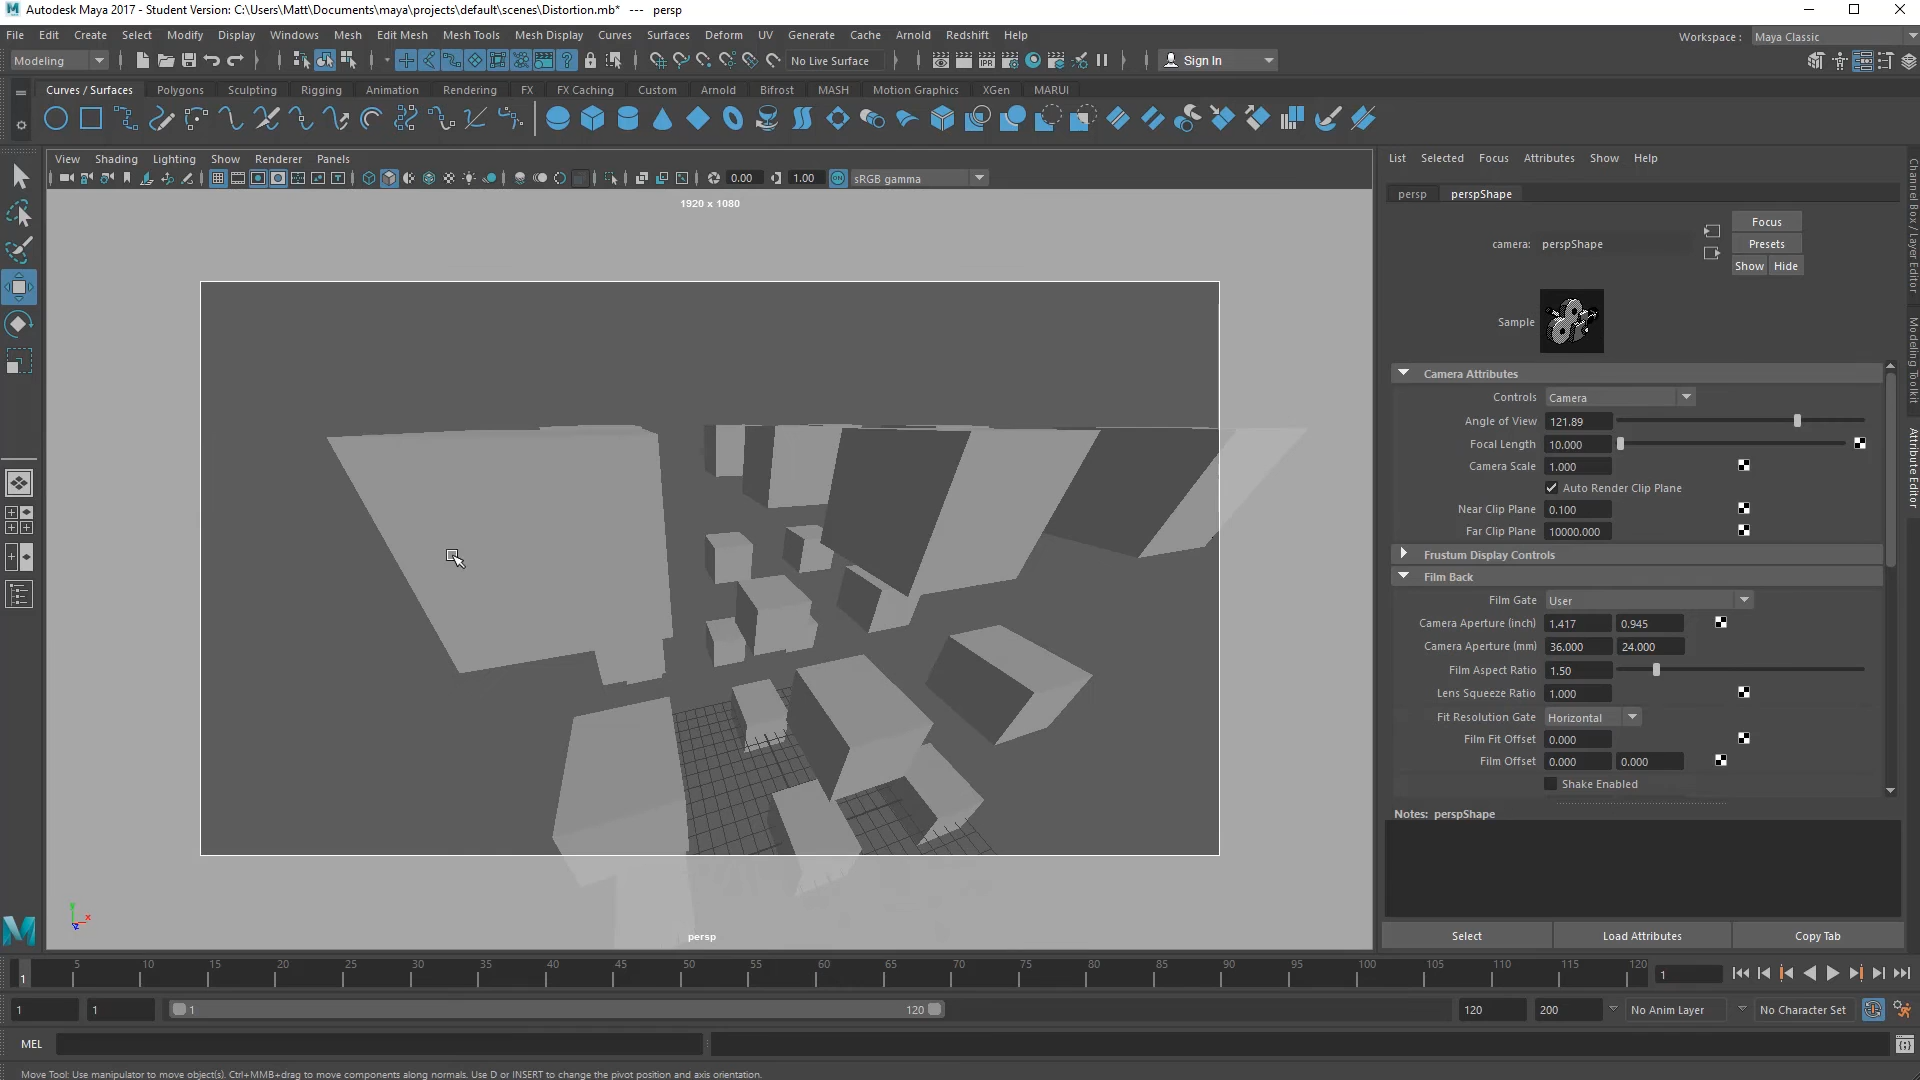 Autodesk Maya 2017 - Student Version: C:\Users\Matt\Documents\maya\projects\default\scenes\Distortion.mb* --- persp
File Edit Create Select Modify Display Windows Mesh Edit Mesh Mesh Tools Mesh Display Curves Surfaces Deform UV Generate Cache Arnold Redshift Help
Workspace : Maya Classic
Modeling No Live Surface Sign In
Curves / Surfaces Polygons Sculpting Rigging Animation Rendering FX FX Caching Custom Arnold Bifrost MASH Motion Graphics XGen MARUI
View Shading Lighting Show Renderer Panels
0.00 1.00 sRGB gamma
1920 x 1080
persp
List Selected Focus Attributes Show Help
persp perspShape
Focus
camera: perspShape
Presets
Show Hide
Sample
Camera Attributes
Controls Camera
Angle of View 121.89
Focal Length 10.000
Camera Scale 1.000
Auto Render Clip Plane
Near Clip Plane 0.100
Far Clip Plane 10000.000
Frustum Display Controls
Film Back
Film Gate User
Camera Aperture (inch) 1.417 0.945
Camera Aperture (mm) 36.000 24.000
Film Aspect Ratio 1.50
Lens Squeeze Ratio 1.000
Fit Resolution Gate Horizontal
Film Fit Offset 0.000
Film Offset 0.000 0.000
Shake Enabled
Notes: perspShape
Select Load Attributes Copy Tab
Channel Box / Layer Editor
Modeling Toolkit
Attribute Editor
1 5 10 15 20 25 30 35 40 45 50 55 60 65 70 75 80 85 90 95 100 105 110 115 120 1
1 1 1 120 120 200 No Anim Layer No Character Set
MEL
Move Tool: Use manipulator to move object(s). Ctrl+MMB+drag to move components along normals. Use D or INSERT to change the pivot position and axis orientation.